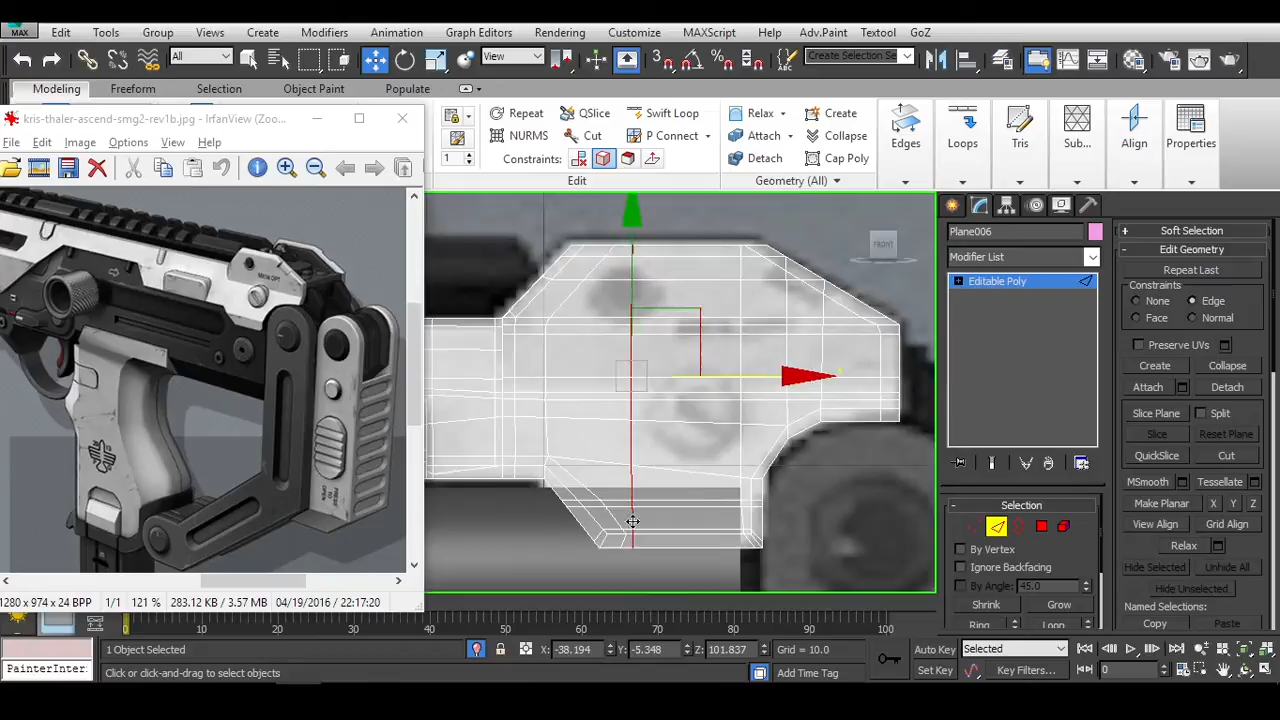 MAX
Edit Tools Group Views Create Modifiers Animation Graph Editors Rendering Customize MAXScript Help Adv.Paint Textool GoZ
All View 3 Create Selection Se
Modeling Freeform Selection Object Paint Populate
kris-thaler-ascend-smg2-rev1b.jpg - IrfanView (Zoo...
File Edit Image Options View Help
Repeat QSlice Swift Loop
NURMS Cut P Connect
1 Constraints:
Edit
Relax Create
Attach Collapse
Detach Cap Poly
Geometry (All)
Edges Loops Tris Sub... Align Properties
FRONT
Plane006
Modifier List
Editable Poly
Soft Selection
Edit Geometry
Repeat Last
Constraints
None Edge
Face Normal
Preserve UVs
Create Collapse
Attach Detach
Slice Plane Split
Slice Reset Plane
QuickSlice Cut
MSmooth Tessellate
Make Planar X Y Z
View Align Grid Align
Relax
Hide Selected Unhide All
Hide Unselected
Named Selections:
Copy Paste
Selection
By Vertex
Ignore Backfacing
By Angle: 45.0
Shrink Grow
Ring Loop
1280 x 974 x 24 BPP 1/1 121 % 283.12 KB / 3.57 MB 04/19/2016 / 22:17:20
0 10 20 30 40 50 60 70 80 90 100
1 Object Selected X: -38.194 Y: -5.348 Z: 101.837 Grid = 10.0 Auto Key Selected
PainterInter Click or click-and-drag to select objects Add Time Tag Set Key Key Filters... 0